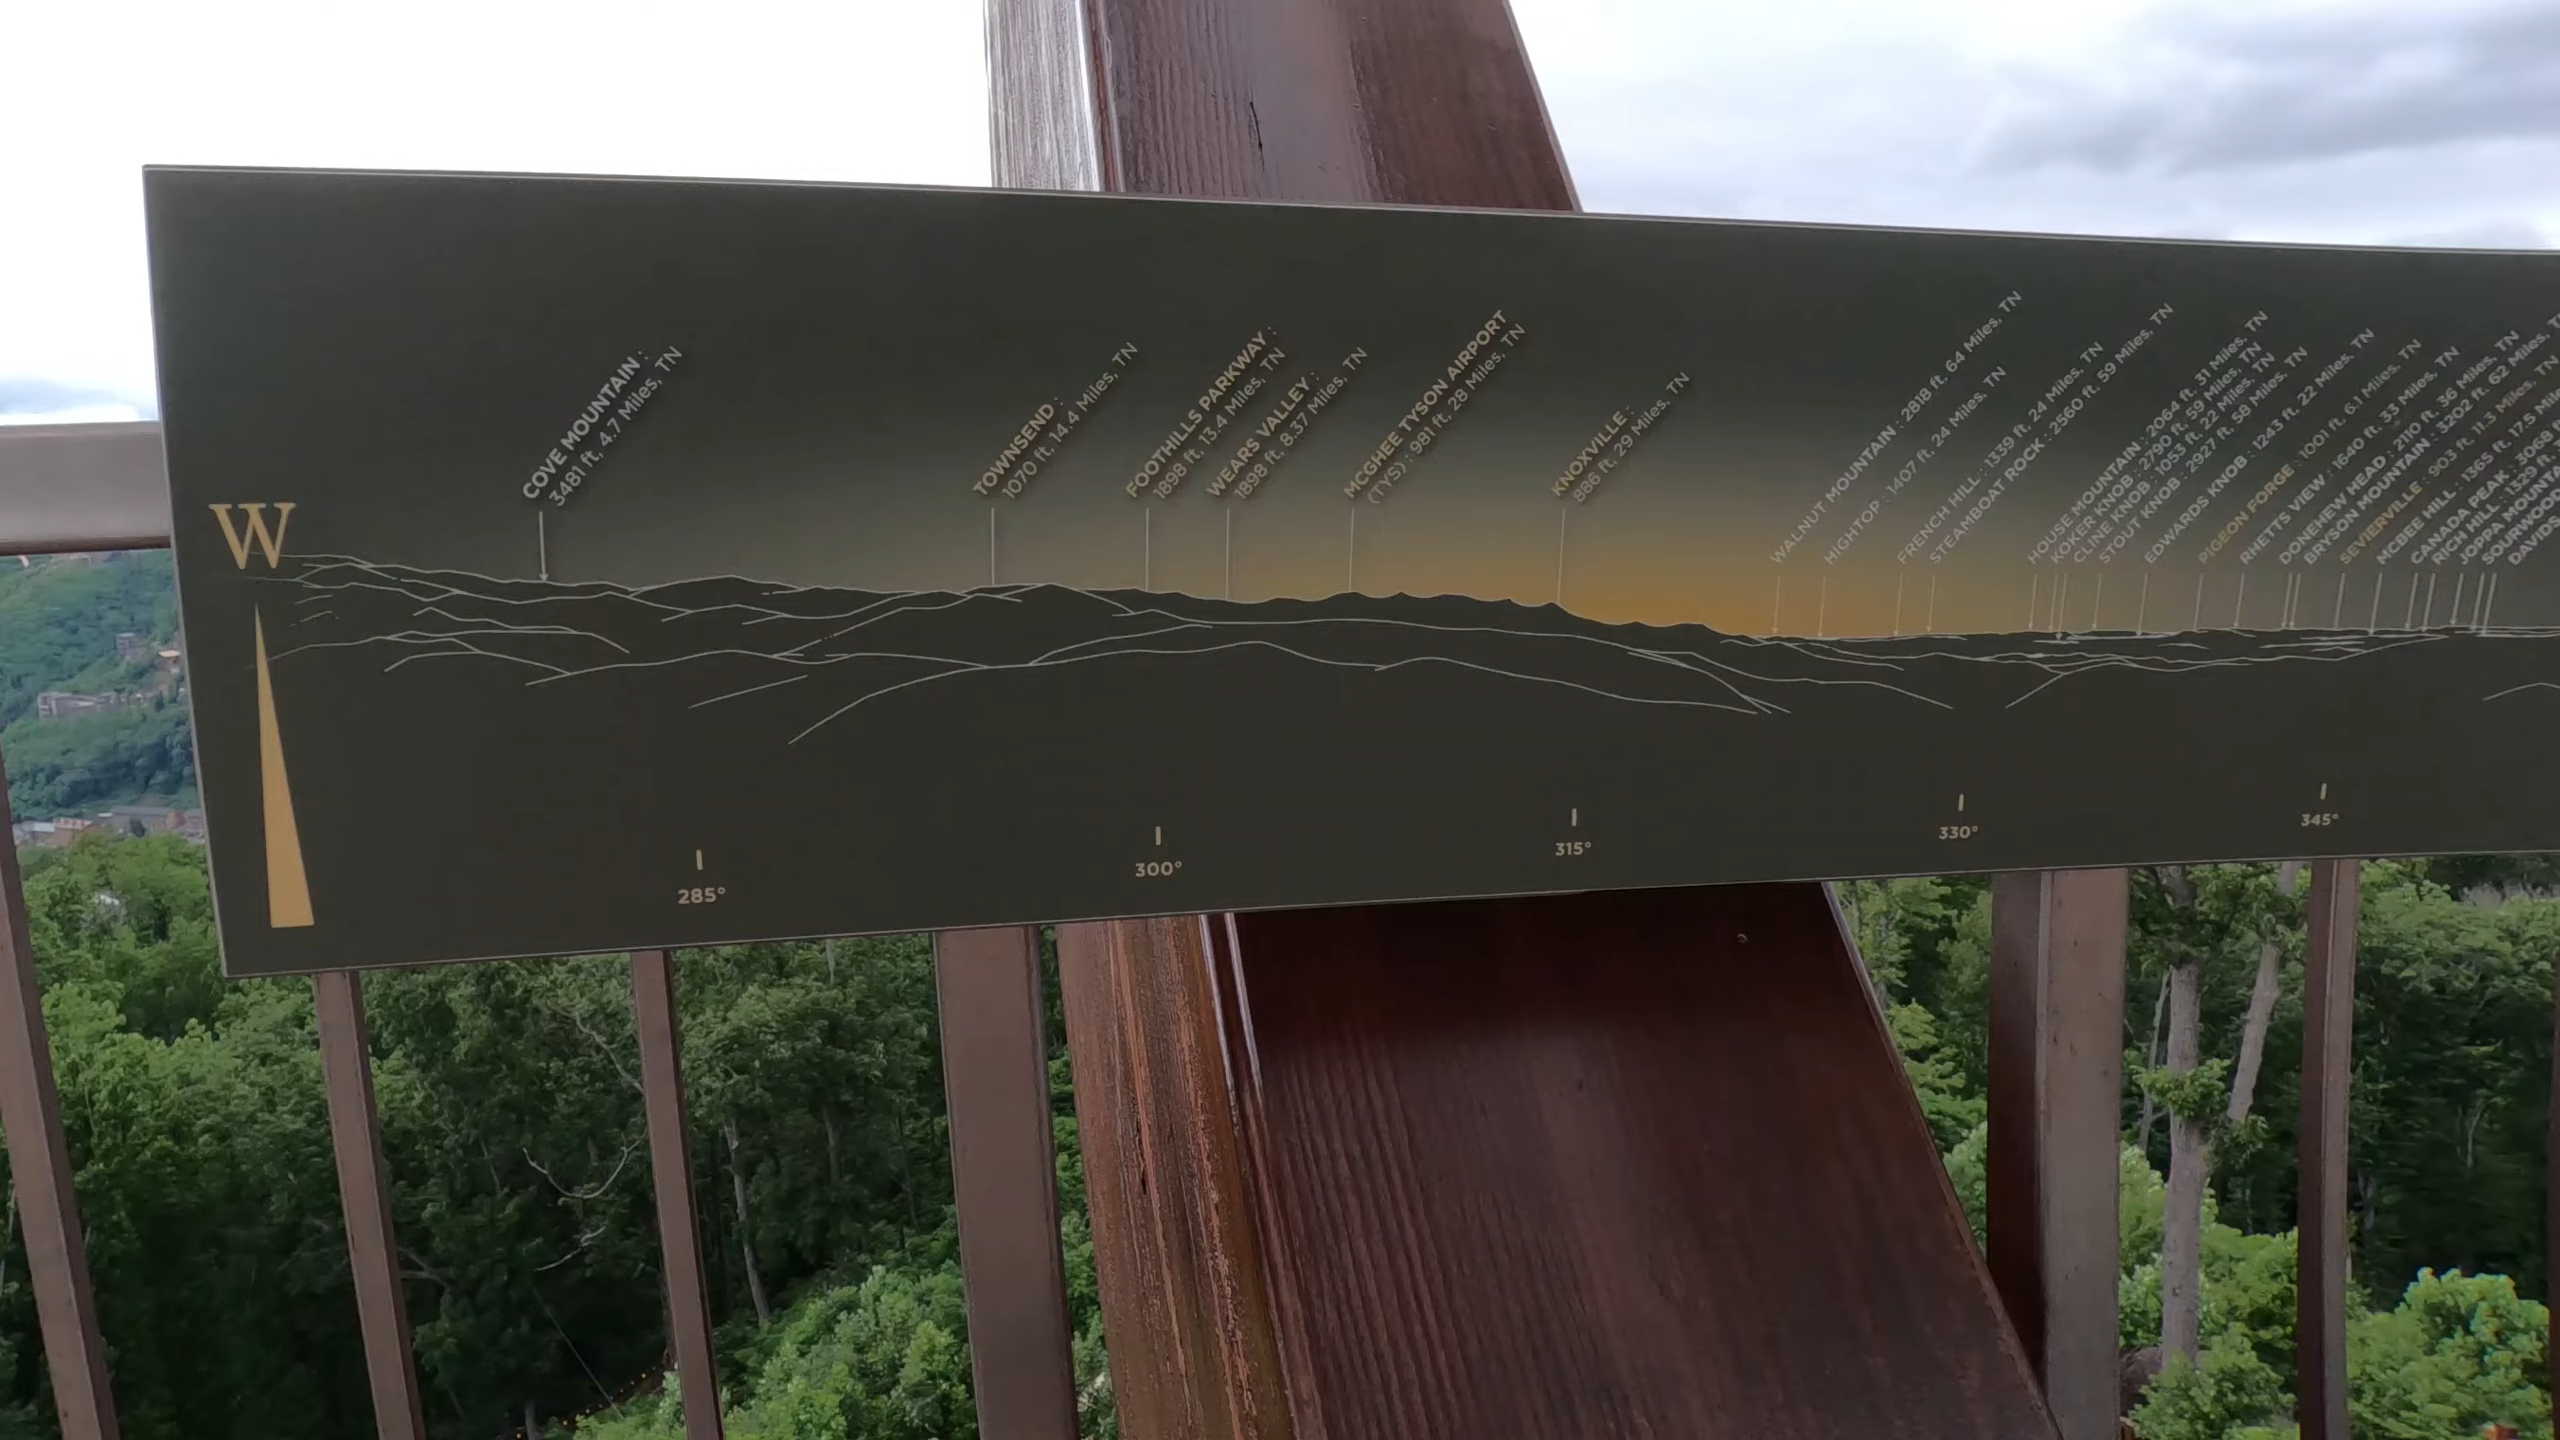 W
COVE MOUNTAIN :
3481 ft, 4.7 Miles, TN
TOWNSEND :
1070 ft, 14.4 Miles, TN
FOOTHILLS PARKWAY :
1898 ft, 13.4 Miles, TN
WEARS VALLEY :
1898 ft, 8.37 Miles, TN
MCGHEE TYSON AIRPORT
(TYS) : 981 ft, 28 Miles, TN
KNOXVILLE :
886 ft, 29 Miles, TN
WALNUT MOUNTAIN : 2818 ft. 64 Miles, TN
HIGHTOP : 1407 ft, 24 Miles, TN
FRENCH HILL : 1339 ft, 24 Miles, TN
STEAMBOAT ROCK : 2560 ft, 59 Miles, TN
HOUSE MOUNTAIN : 2064 ft, 31 Miles, TN
KOKER KNOB : 2790 ft, 59 Miles, TN
CLINE KNOB : 1053 ft, 22 Miles, TN
STOUT KNOB : 2927 ft, 58 Miles, TN
EDWARDS KNOB : 1243 ft, 22 Miles, TN
PIGEON FORGE : 1001 ft, 6.1 Miles, TN
RHETTS VIEW : 1640 ft, 33 Miles, TN
DONEHEW HEAD : 2110 ft, 36 Miles, TN
BRYSON MOUNTAIN : 3202 ft, 62 Miles,
SEVIERVILLE : 903 ft, 11.3 Miles, TN
MCBEE HILL : 1365 ft, 17.5
CANADA PEAK : 3068
RICH HILL : 1329 ft,
JOPPA
SOURWOOD
DAVIDS
285°
300°
315°
330°
345°